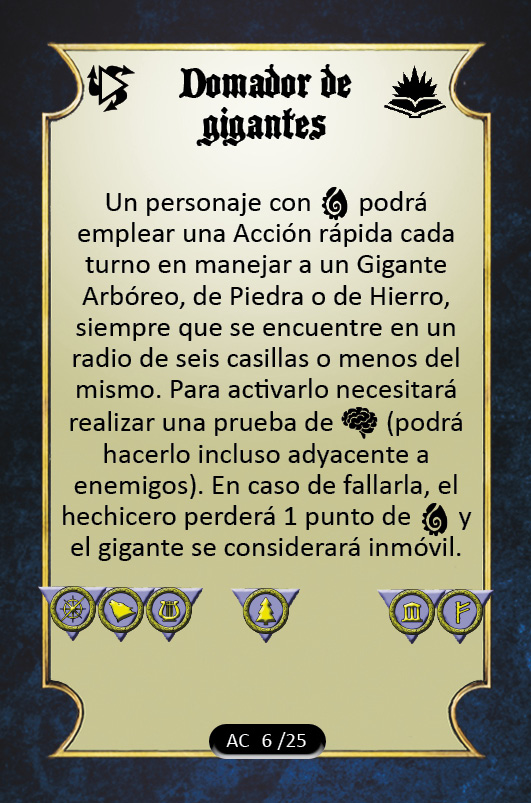 Domador de
gigantes
Un personaje con podrá
emplear una Acción rápida cada
turno en manejar a un Gigante
Arbóreo, de Piedra o de Hierro,
siempre que se encuentre en un
radio de seis casillas o menos del
mismo. Para activarlo necesitará
realizar una prueba de (podrá
hacerlo incluso adyacente a
enemigos). En caso de fallarla, el
hechicero perderá 1 punto de y
el gigante se considerará inmóvil.
AC 6 /25